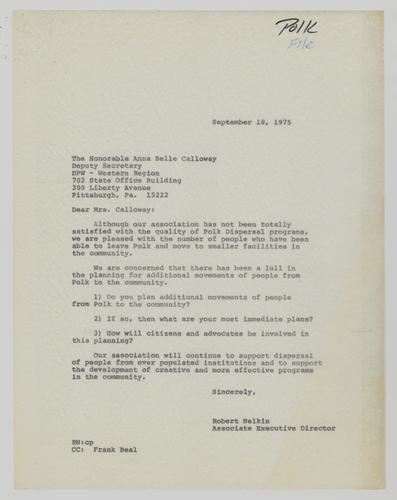 Polk
File
September 18, 1975
The Honorable Anna Belle Calloway
Deputy Secretary
DPW - Western Region
702 State Office Building
300 Liberty Avenue
Pittsburgh, Pa. 15222
Dear Mrs. Calloway:
Although our association has not been totally
satisfied with the quality of Polk Dispersal programs,
we are pleased with the number of people who have been
able to leave Polk and move to smaller facilities in
the community.
We are concerned that there has been a lull in
the planning for additional movements of people from
Polk to the community.
1) Do you plan additional movements of people
from Polk to the community?
2) If so, then what are your most immediate plans?
3) How will citizens and advocates be involved in
this planning?
Our association will continue to support dispersal
of people from over populated institutions and to support
the development of creative and more effective programs
in the community.
Sincerely,
Robert Nelkin
Associate Executive Director
RN:cp
CC: Frank Beal